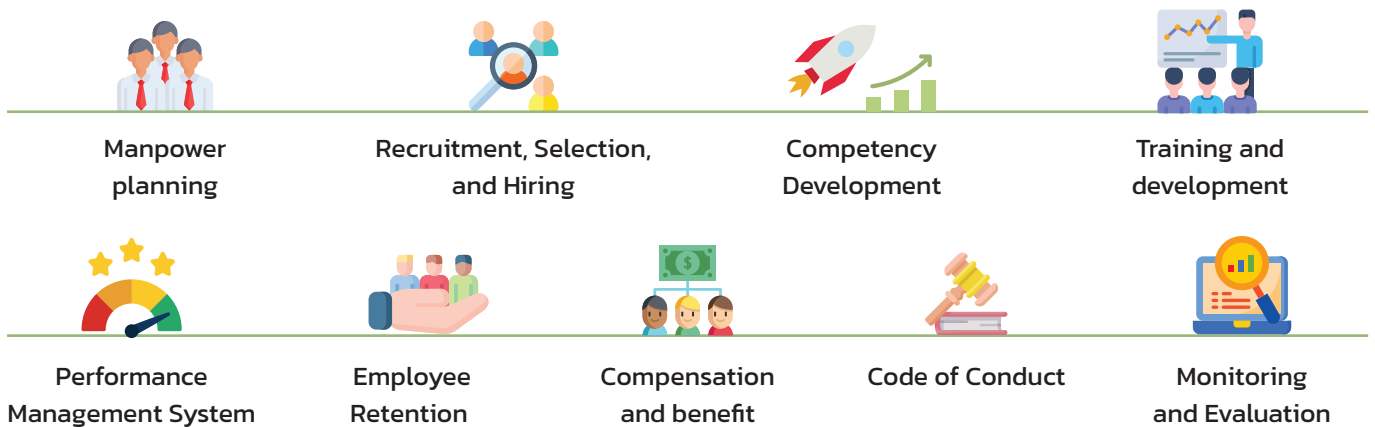 Manpower
planning
Recruitment, Selection,
and Hiring
Competency
Development
Training and
development
Performance
Management System
Employee
Retention
Compensation
and benefit
Code of Conduct
Monitoring
and Evaluation
$